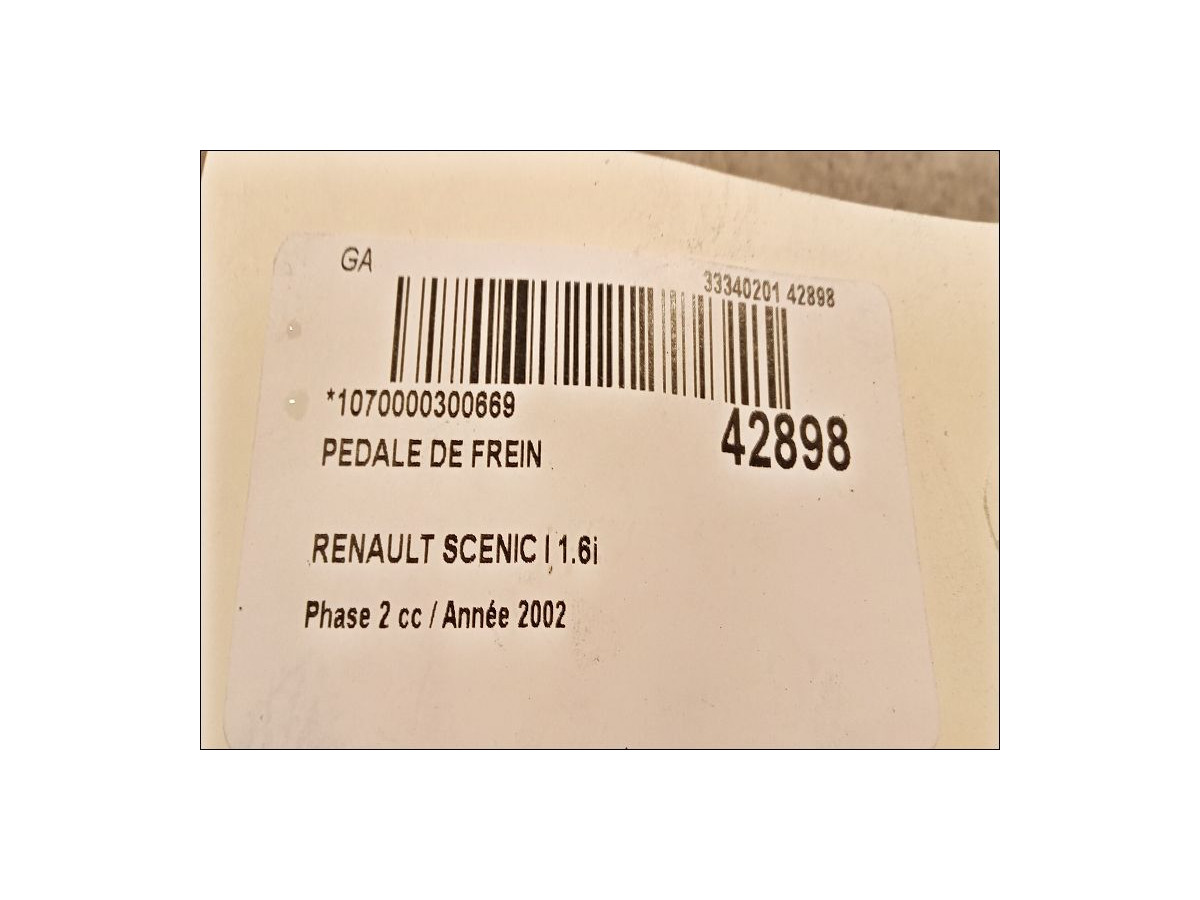 GA
33340201 42898
*1070000300669
42898
PEDALE DE FREIN
RENAULT SCENIC I 1.6i
Phase 2 cc / Année 2002